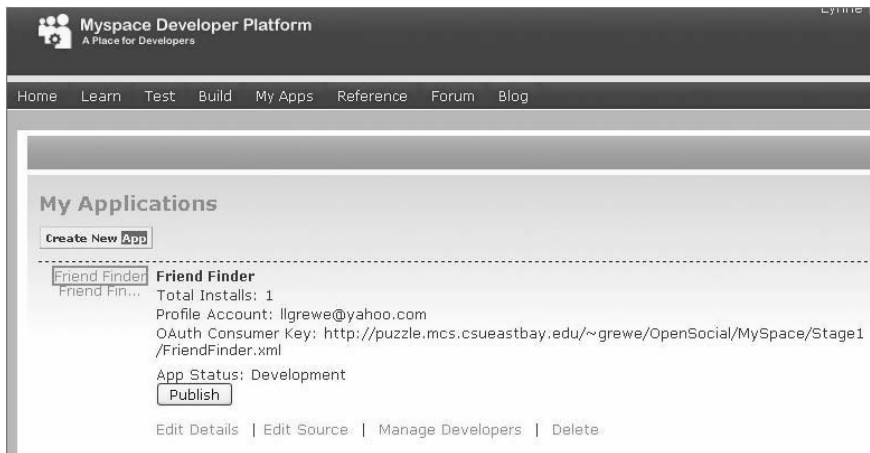 Lynne
Myspace Developer Platform
A Place for Developers
Home Learn Test Build My Apps Reference Forum Blog
My Applications
Create New App
Friend Finder
Friend Fin...
Friend Finder
Total Installs: 1
Profile Account: llgrewe@yahoo.com
OAuth Consumer Key: http://puzzle.mcs.csueastbay.edu/~grewe/OpenSocial/MySpace/Stage1
/FriendFinder.xml
App Status: Development
Publish
Edit Details | Edit Source | Manage Developers | Delete